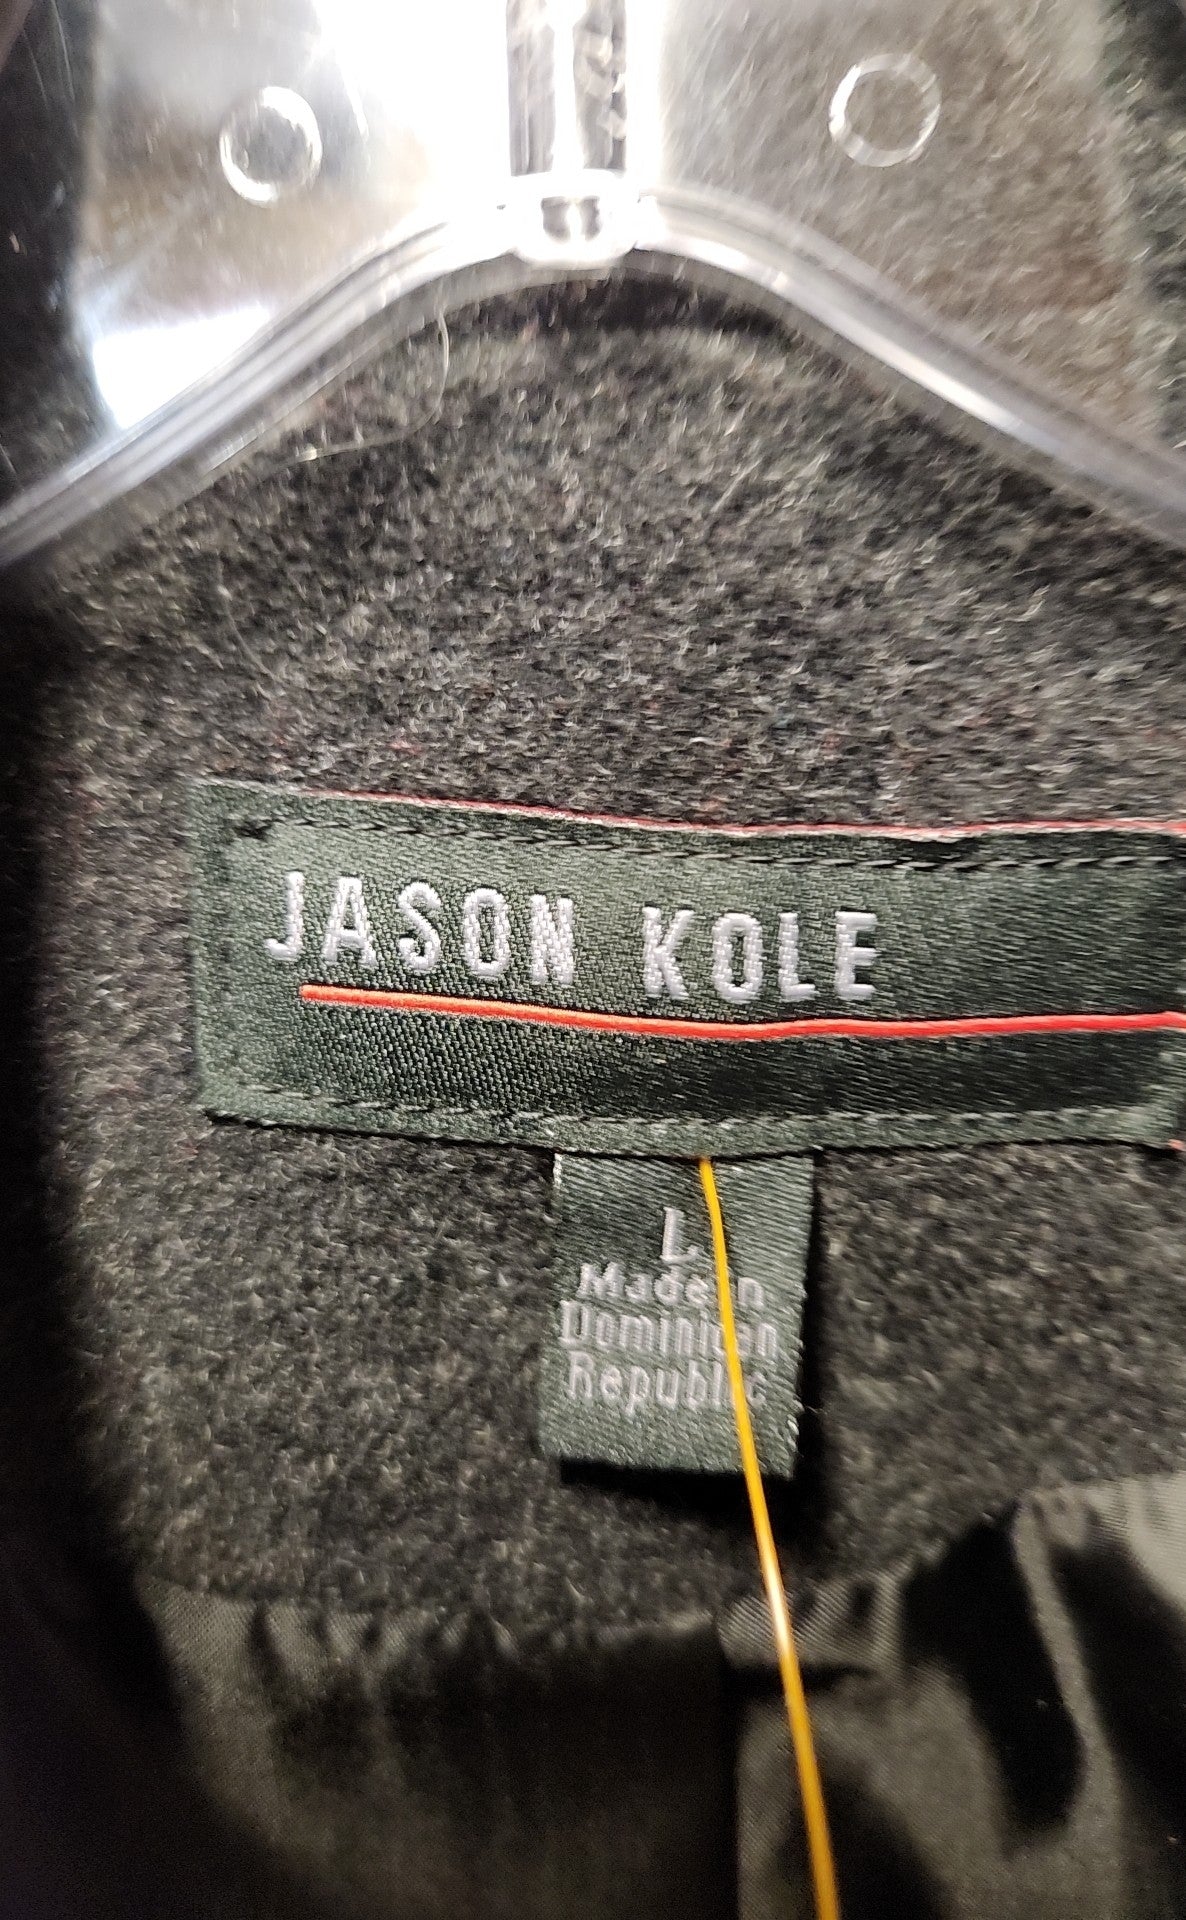 JASON KOLE
L
Made in
Dominican
Republic